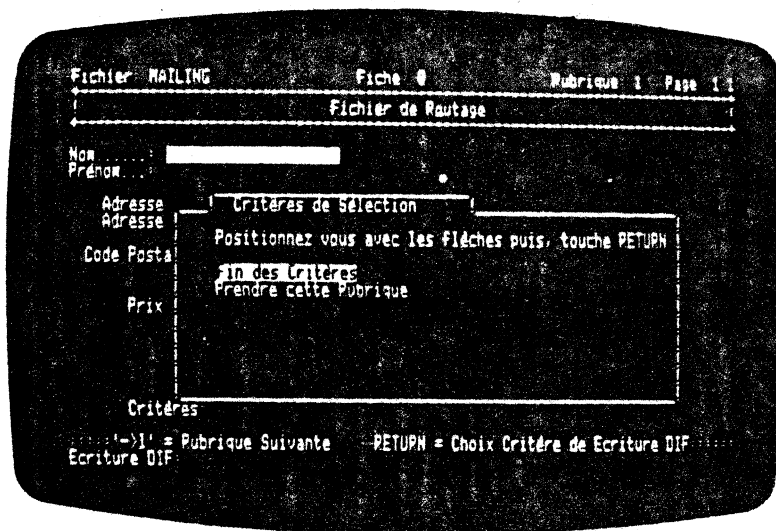 Fichier MAILING Fiche 0 Rubrique 1 Page 1 1
Fichier de Routage
Nom......:
Prénom...:
Adresse
Adresse
Critères de Sélection
Positionnez vous avec les flèches puis, touche RETURN
Code Posta
Fin des Critères
Prendre cette Rubrique
Prix
Critères
:::::'->I' = Rubrique Suivante RETURN = Choix Critère de Ecriture DIF:::::
Ecriture DIF